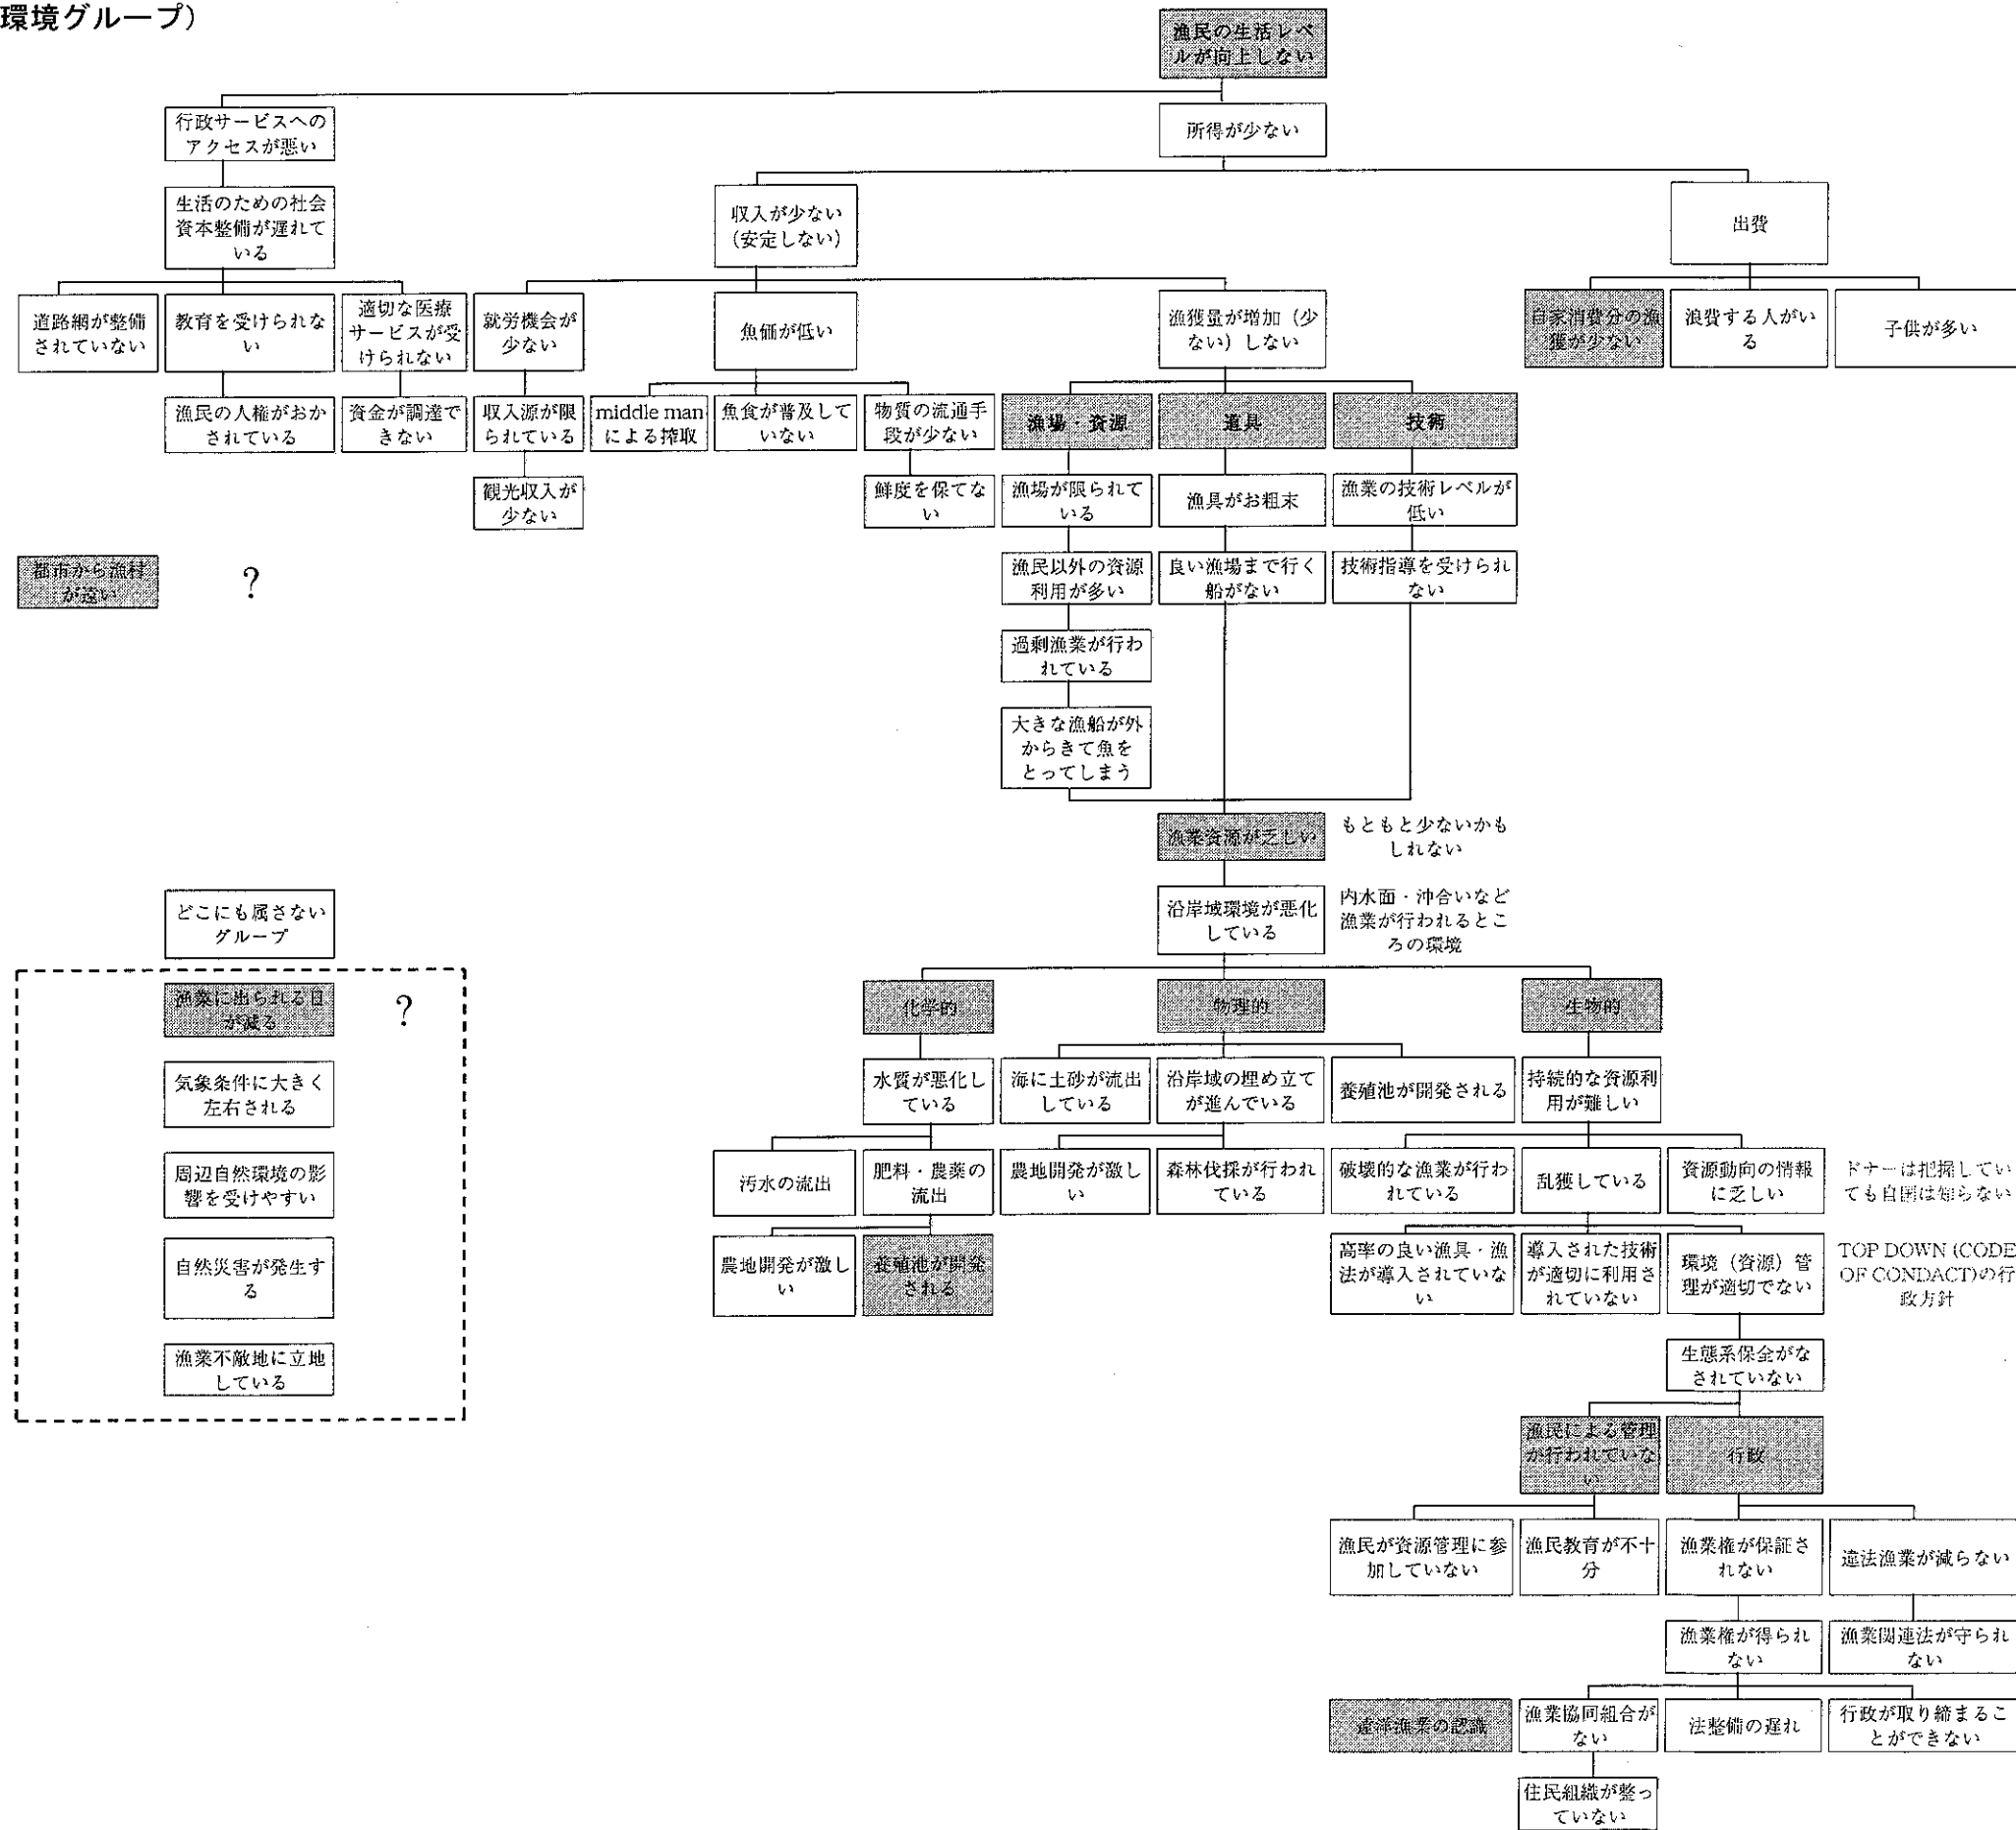 環境グループ）
漁民の生活レベ
ルが向上しない
行政サービスへの
アクセスが悪い
所得が少ない
生活のための社会
資本整備が遅れて
いる
収入が少ない
（安定しない）
出費
道路網が整備
されていない
教育を受けられな
い
適切な医療
サービスが受
けられない
就労機会が
少ない
魚価が低い
漁獲量が増加（少
ない）しない
自家消費分の漁
獲が少ない
浪費する人がい
る
子供が多い
漁民の人権がおか
されている
資金が調達で
きない
収入源が限
られている
middle man
による搾取
魚食が普及して
いない
物質の流通手
段が少ない
漁場・資源
道具
技術
観光収入が
少ない
鮮度を保てな
い
漁場が限られて
いる
漁具がお粗末
漁業の技術レベルが
低い
都市から漁村
が遠い
？
漁民以外の資源
利用が多い
良い漁場まで行く
船がない
技術指導を受けられ
ない
過剰漁業が行わ
れている
大きな漁船が外
からきて魚を
とってしまう
漁業資源が乏しい
もともと少ないかも
しれない
どこにも属さない
グループ
沿岸域環境が悪化
している
内水面・沖合いなど
漁業が行われるとこ
ろの環境
漁業に出られる日
が減る
？
化学的
物理的
生物的
気象条件に大きく
左右される
水質が悪化し
ている
海に土砂が流出
している
沿岸域の埋め立て
が進んでいる
養殖池が開発される
持続的な資源利
用が難しい
周辺自然環境の影
響を受けやすい
汚水の流出
肥料・農薬の
流出
農地開発が激し
い
森林伐採が行われ
ている
破壊的な漁業が行わ
れている
乱獲している
資源動向の情報
に乏しい
ドナーは把握してい
ても自国は知らない
自然災害が発生す
る
農地開発が激し
い
養殖池が開発
される
高率の良い漁具・漁
法が導入されていな
い
導入された技術
が適切に利用さ
れていない
環境（資源）管
理が適切でない
TOP DOWN (CODE
OF CONDACT)の行
政方針
漁業不敵地に立地
している
生態系保全がな
されていない
漁民による管理
が行われていな
い
行政
漁民が資源管理に参
加していない
漁民教育が不十
分
漁業権が保証さ
れない
違法漁業が減らない
漁業権が得られ
ない
漁業関連法が守られ
ない
遠洋漁業の認識
漁業協同組合が
ない
法整備の遅れ
行政が取り締まるこ
とができない
住民組織が整っ
ていない